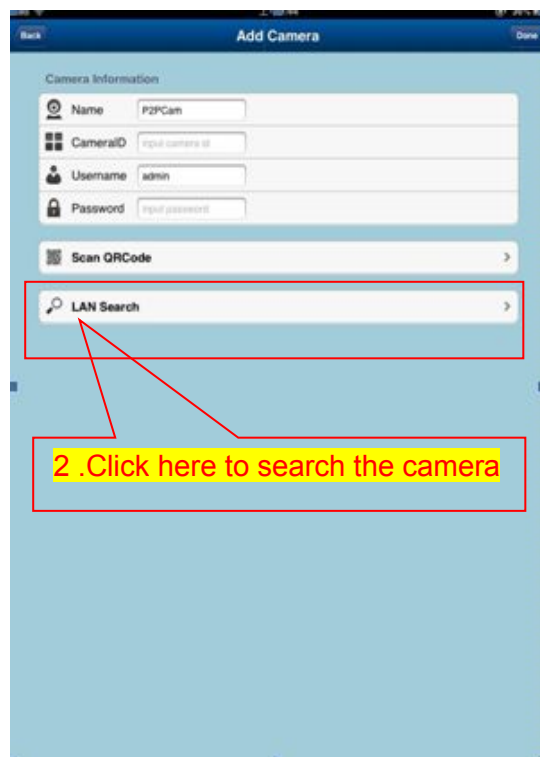 Back Add Camera Done
Camera Information
Name P2PCam
CameraID input camera id
Username admin
Password input password
Scan QRCode
LAN Search
2 .Click here to search the camera